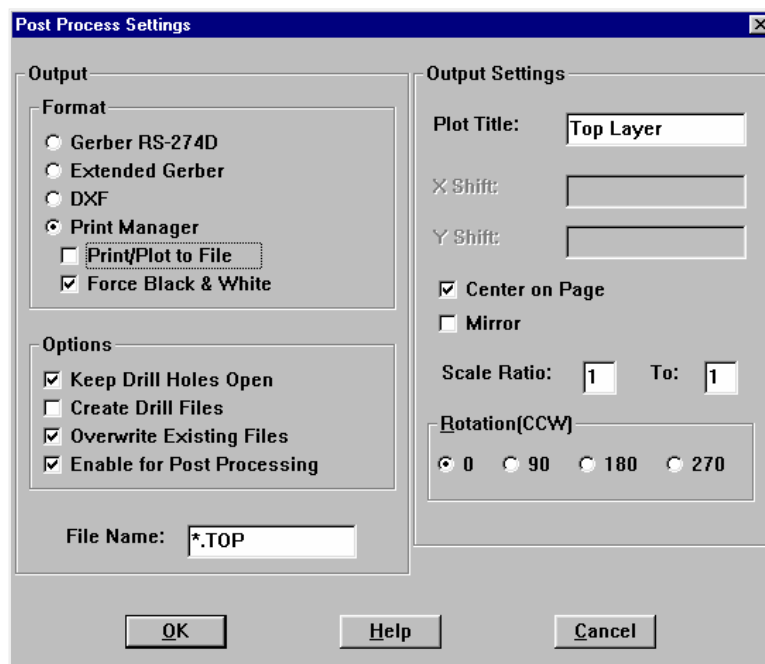 Post Process Settings
Output
Format
Gerber RS-274D
Extended Gerber
DXF
Print Manager
Print/Plot to File
Force Black & White
Options
Keep Drill Holes Open
Create Drill Files
Overwrite Existing Files
Enable for Post Processing
File Name: *.TOP
Output Settings
Plot Title: Top Layer
X Shift:
Y Shift:
Center on Page
Mirror
Scale Ratio: 1 To: 1
Rotation(CCW)
0 90 180 270
OK Help Cancel